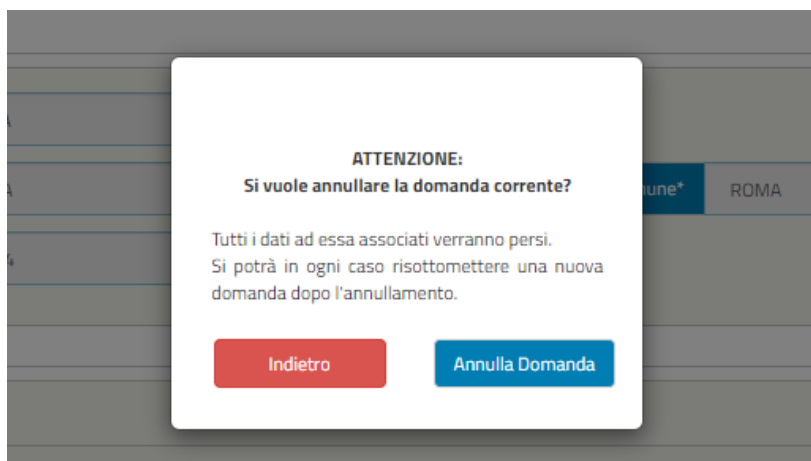 ATTENZIONE:
Si vuole annullare la domanda corrente?
une*
ROMA
Tutti i dati ad essa associati verranno persi.
Si potrà in ogni caso risottomettere una nuova
domanda dopo l'annullamento.
Indietro
Annulla Domanda